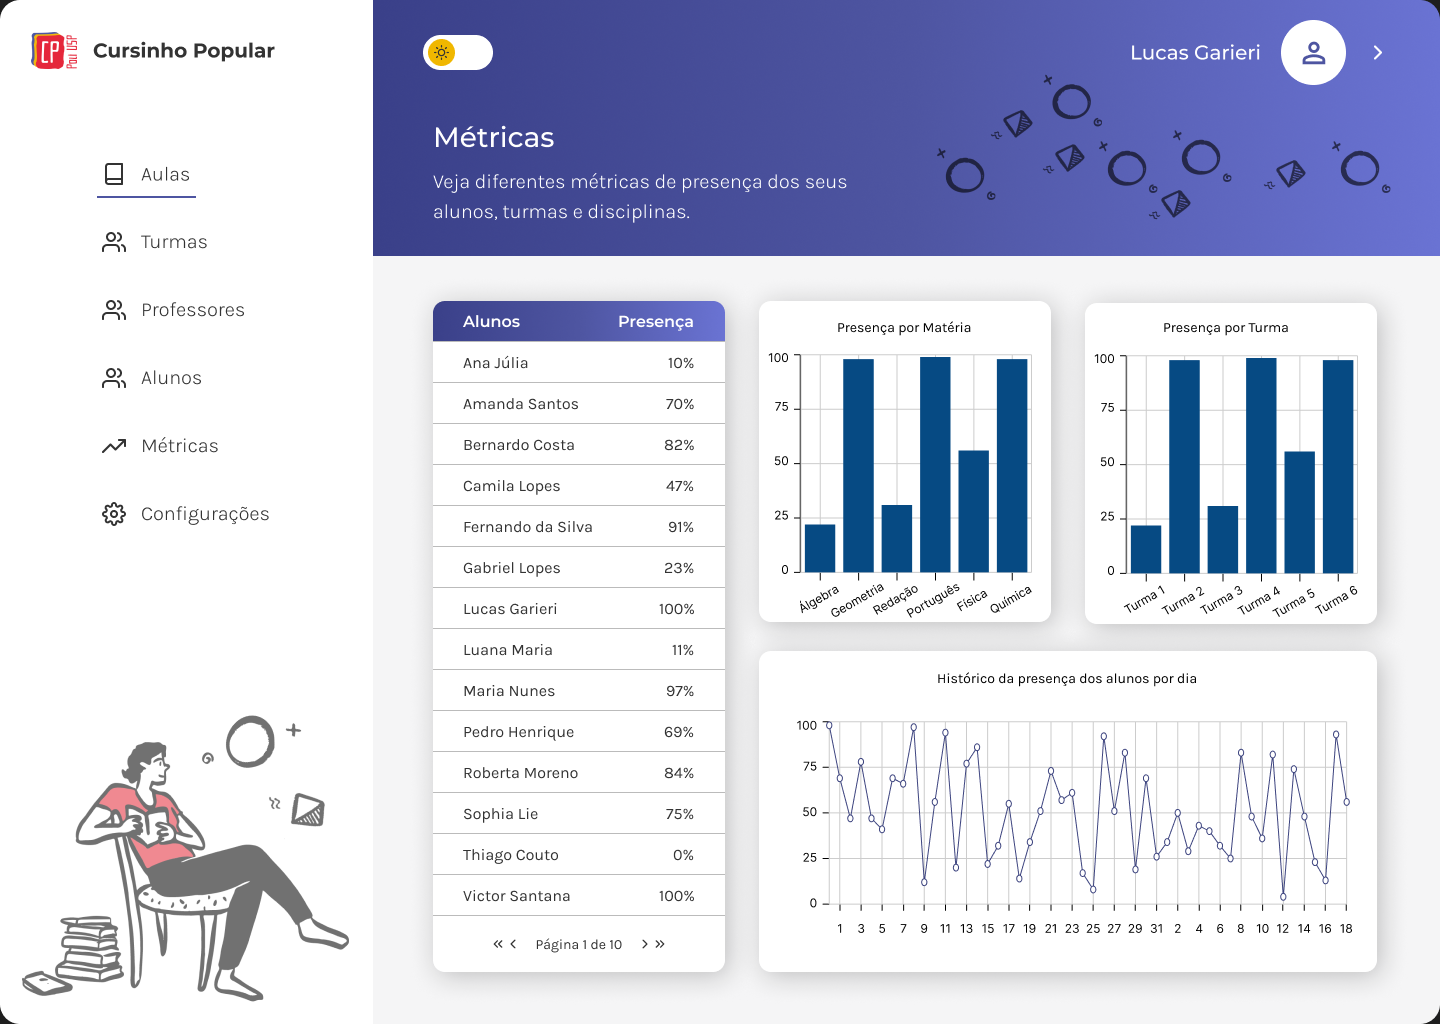 CP
Poli USP
Cursinho Popular
Aulas
Turmas
Professores
Alunos
Métricas
Configurações
Lucas Garieri
Métricas
Veja diferentes métricas de presença dos seus
alunos, turmas e disciplinas.
Alunos Presença
Ana Júlia 10%
Amanda Santos 70%
Bernardo Costa 82%
Camila Lopes 47%
Fernando da Silva 91%
Gabriel Lopes 23%
Lucas Garieri 100%
Luana Maria 11%
Maria Nunes 97%
Pedro Henrique 69%
Roberta Moreno 84%
Sophia Lie 75%
Thiago Couto 0%
Victor Santana 100%
Página 1 de 10
Presença por Matéria
100
75
50
25
0
Álgebra Geometria Redação Português Física Química
Presença por Turma
100
75
50
25
0
Turma 1 Turma 2 Turma 3 Turma 4 Turma 5 Turma 6
Histórico da presença dos alunos por dia
100
75
50
25
0
1 3 5 7 9 11 13 15 17 19 21 23 25 27 29 31 2 4 6 8 10 12 14 16 18